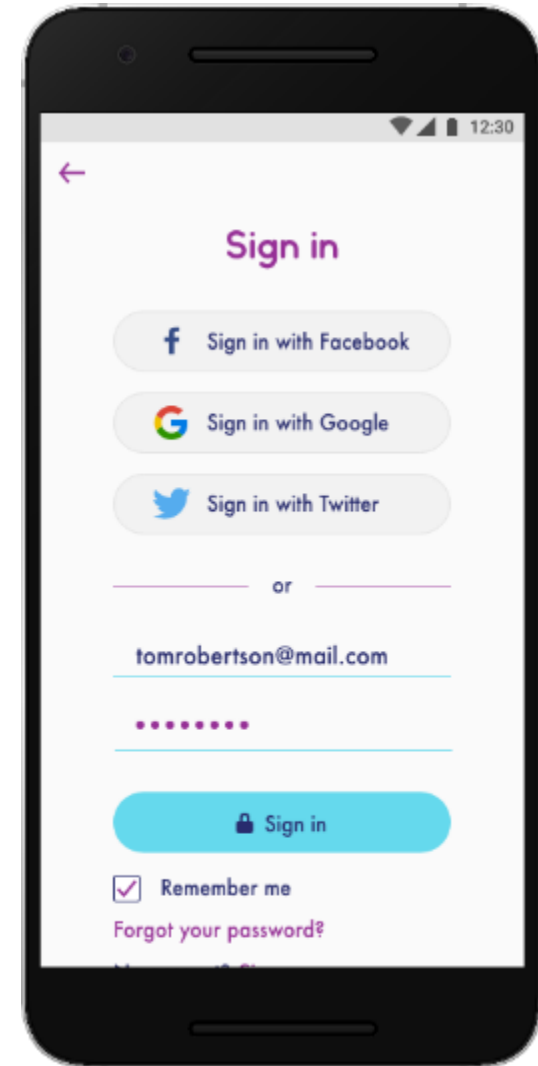 12:30
Sign in
Sign in with Facebook
Sign in with Google
Sign in with Twitter
or
tomrobertson@mail.com
Sign in
Remember me
Forgot your password?